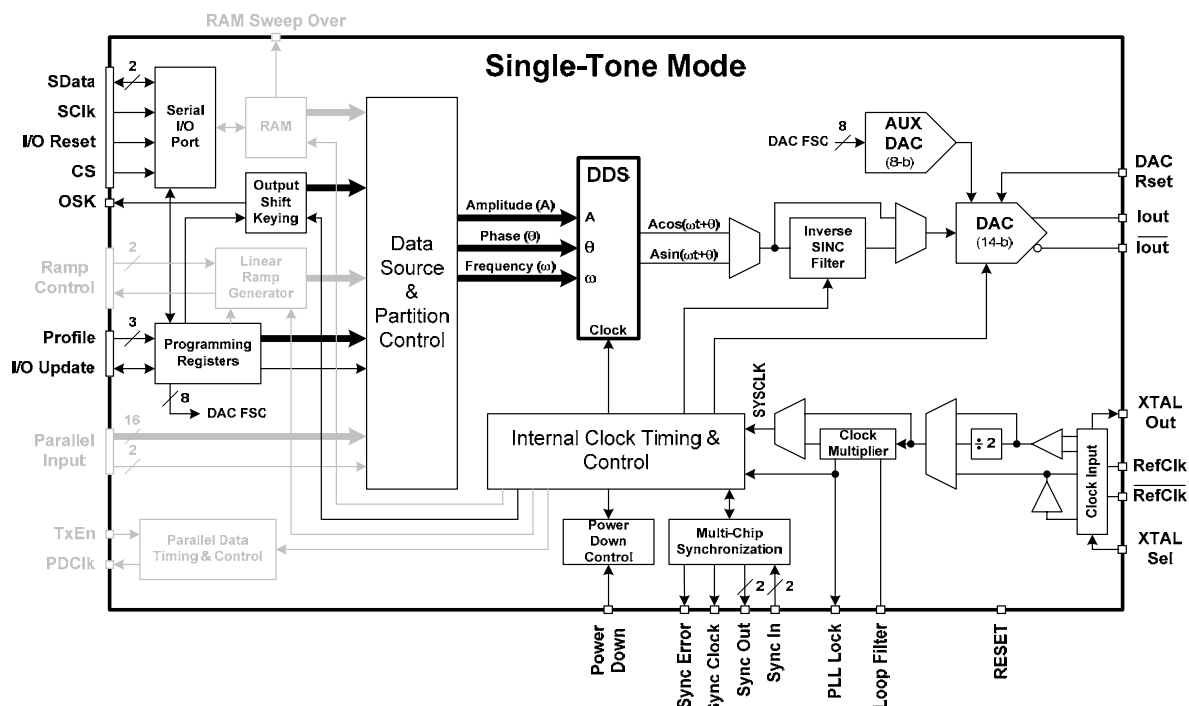 RAM Sweep Over
Single-Tone Mode
SData
2
SClk
I/O Reset
CS
OSK
Serial
I/O
Port
RAM
Output
Shift
Keying
Ramp
Control
2
Linear
Ramp
Generator
Profile
3
I/O Update
Programming
Registers
8
DAC FSC
Parallel
Input
16
2
TxEn
PDClk
Parallel Data
Timing & Control
Data
Source
&
Partition
Control
Amplitude (A)
Phase (θ)
Frequency (ω)
DDS
A
θ
ω
Clock
Acos(ωt+θ)
Asin(ωt+θ)
Inverse
SINC
Filter
DAC FSC
8
AUX
DAC
(8-b)
DAC
(14-b)
DAC
Rset
Iout
Iout
Internal Clock Timing &
Control
SYSCLK
Clock
Multiplier
÷ 2
Clock Input
XTAL
Out
RefClk
RefClk
XTAL
Sel
Power
Down
Control
Multi-Chip
Synchronization
2
2
Power
Down
Sync Error
Sync Clock
Sync Out
Sync In
PLL Lock
Loop Filter
RESET